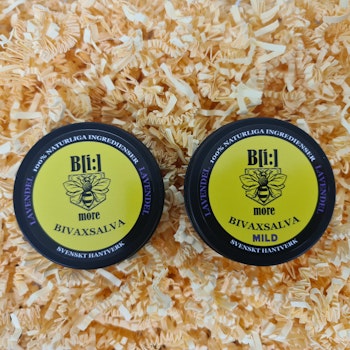 100% NATURLIGA INGREDIENSER
LAVENDEL
LAVENDEL
B[i:]
more
BIVAXSALVA
SVENSKT HANTVERK
100% NATURLIGA INGREDIENSER
LAVENDEL
LAVENDEL
B[i:]
more
BIVAXSALVA
MILD
SVENSKT HANTVERK